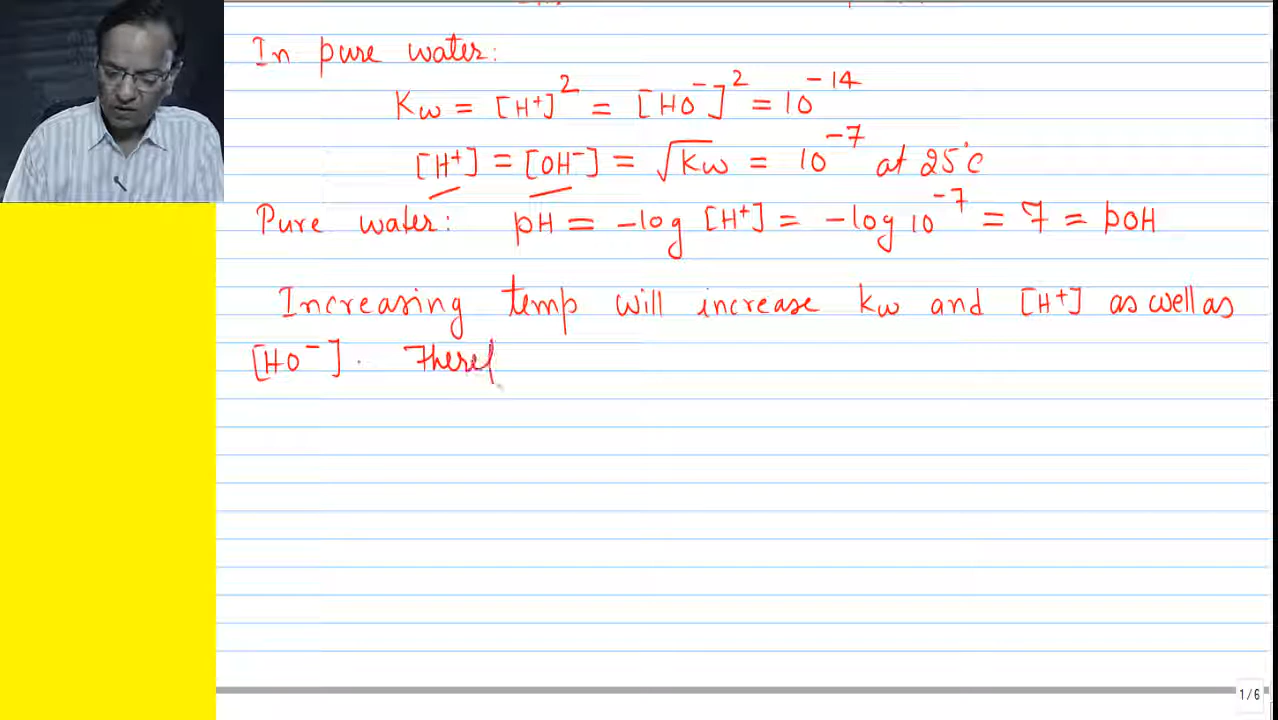 In pure water:
Kw = [H⁺]² = [HO⁻]² = 10⁻¹⁴
[H⁺] = [OH⁻] = √Kw = 10⁻⁷ at 25°C
Pure water: pH = -log [H⁺] = -log 10⁻⁷ = 7 = pOH
Increasing temp will increase Kw and [H⁺] as well as
[HO⁻]. Theref
1/6